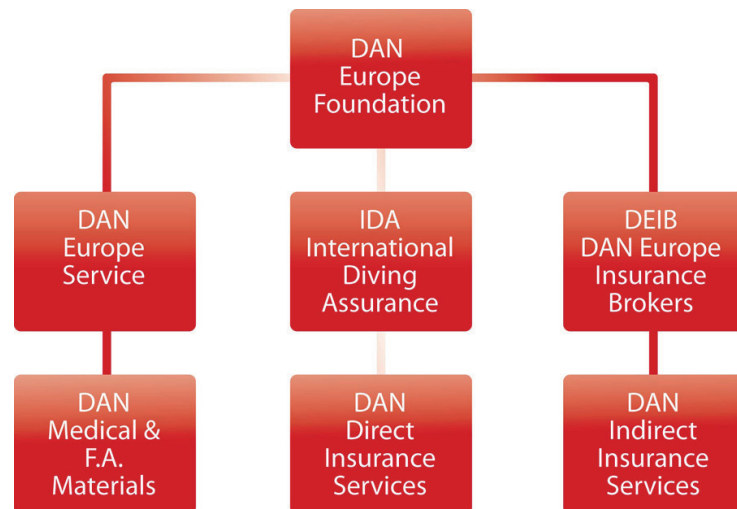 DAN
Europe
Foundation
DAN
Europe
Service
IDA
International
Diving
Assurance
DEIB
DAN Europe
Insurance
Brokers
DAN
Medical &
F.A.
Materials
DAN
Direct
Insurance
Services
DAN
Indirect
Insurance
Services